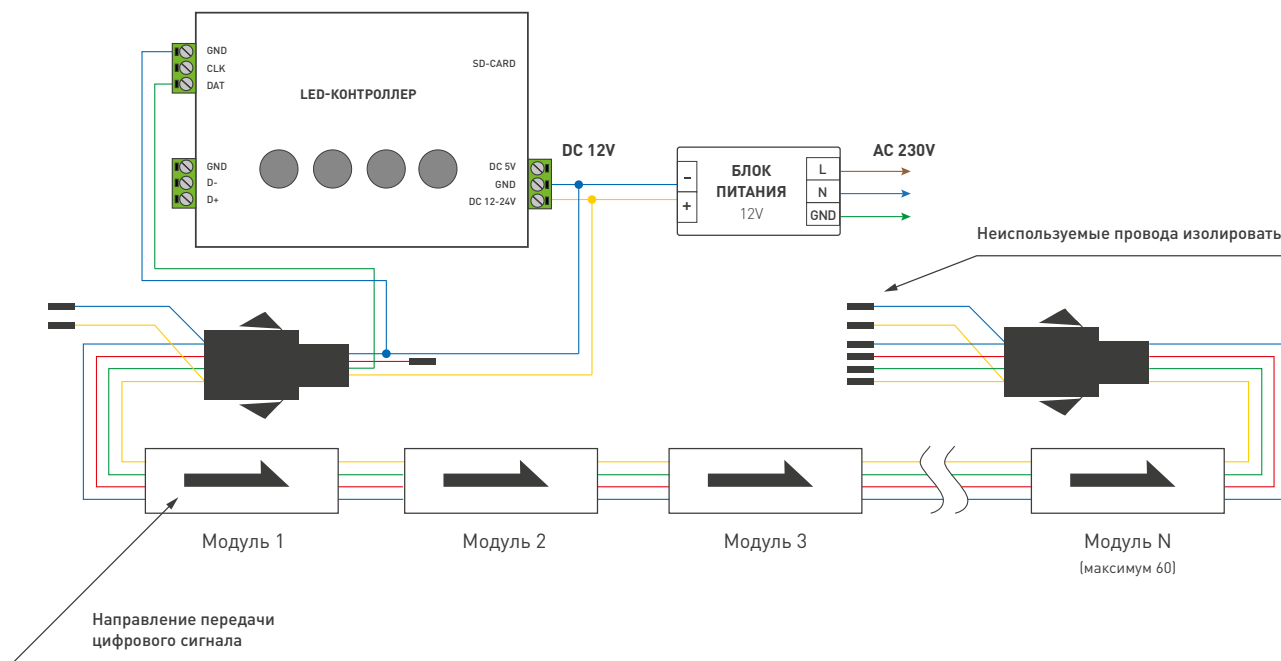 GND
CLK
DAT
SD-CARD
LED-КОНТРОЛЛЕР
GND
D-
D+
DC 5V
GND
DC 12-24V
DC 12V
-
+
БЛОК
ПИТАНИЯ
12V
L
N
GND
AC 230V
Неиспользуемые провода изолировать
Модуль 1
Модуль 2
Модуль 3
Модуль N
(максимум 60)
Направление передачи
цифрового сигнала